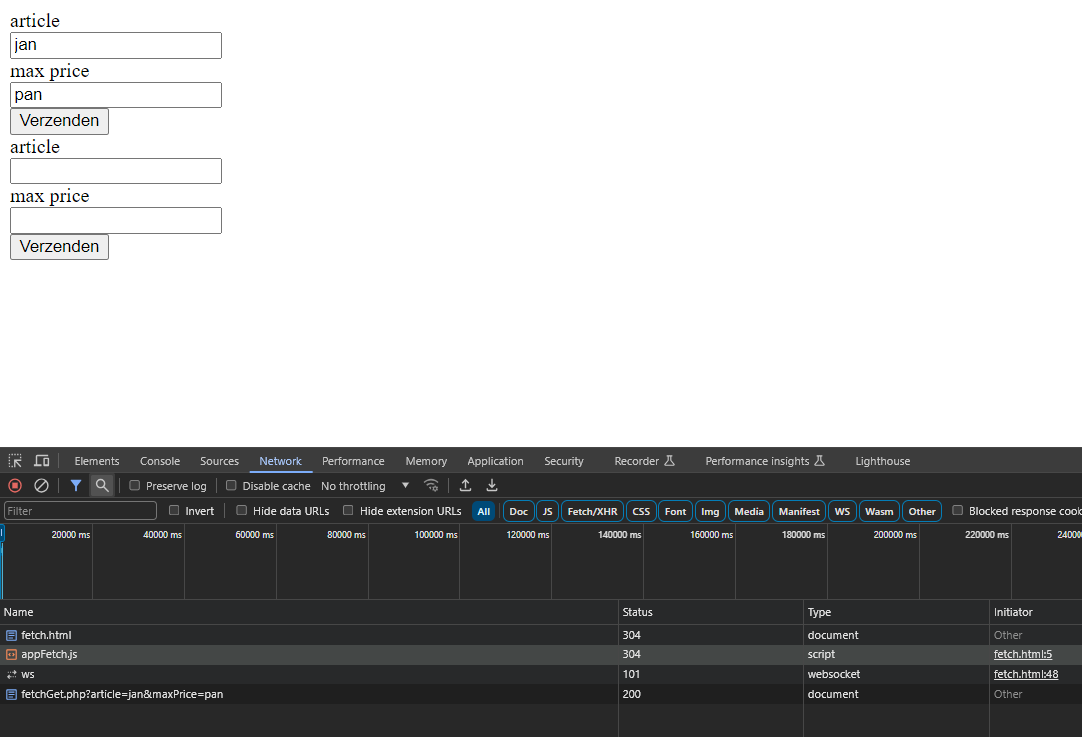 article
jan
max price
pan
Verzenden
article
max price
Verzenden
Elements Console Sources Network Performance Memory Application Security Recorder Performance insights Lighthouse
Preserve log Disable cache No throttling
Filter Invert Hide data URLs Hide extension URLs All Doc JS Fetch/XHR CSS Font Img Media Manifest WS Wasm Other Blocked response cook
20000 ms 40000 ms 60000 ms 80000 ms 100000 ms 120000 ms 140000 ms 160000 ms 180000 ms 200000 ms 220000 ms 24000
Name Status Type Initiator
fetch.html 304 document Other
appFetch.js 304 script fetch.html:5
ws 101 websocket fetch.html:48
fetchGet.php?article=jan&maxPrice=pan 200 document Other